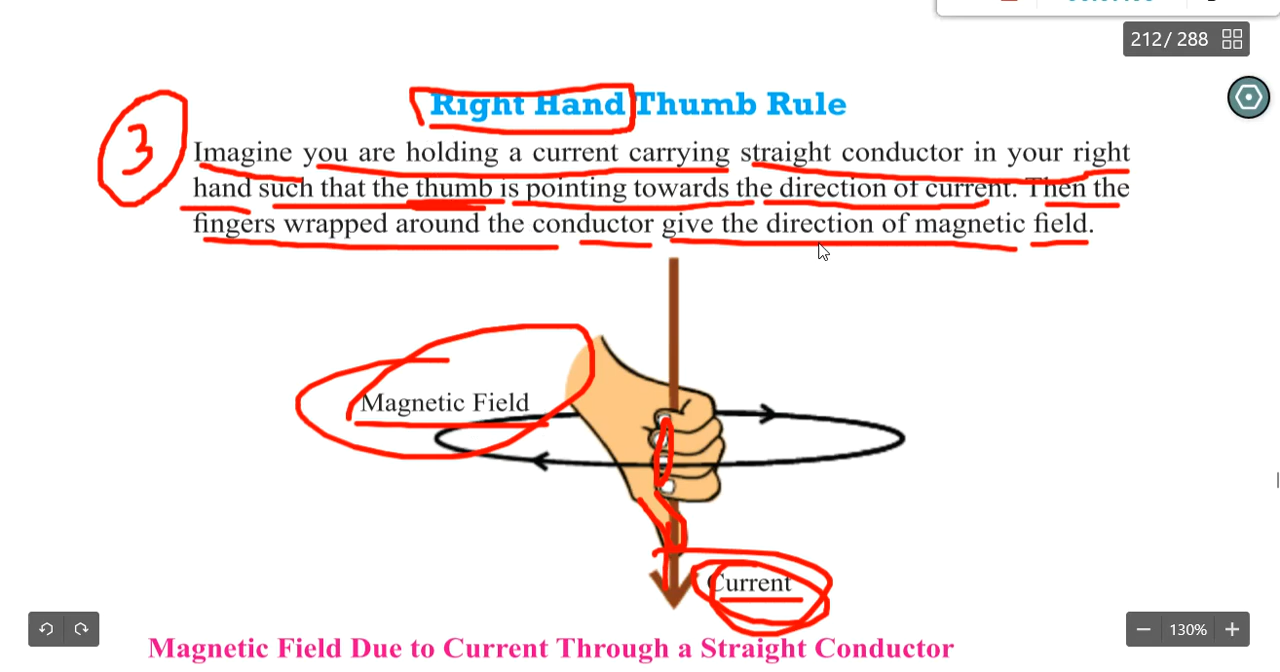 212/ 288
Right Hand Thumb Rule
3
Imagine you are holding a current carrying straight conductor in your right
hand such that the thumb is pointing towards the direction of current. Then the
fingers wrapped around the conductor give the direction of magnetic field.
Magnetic Field
Current
130%
Magnetic Field Due to Current Through a Straight Conductor